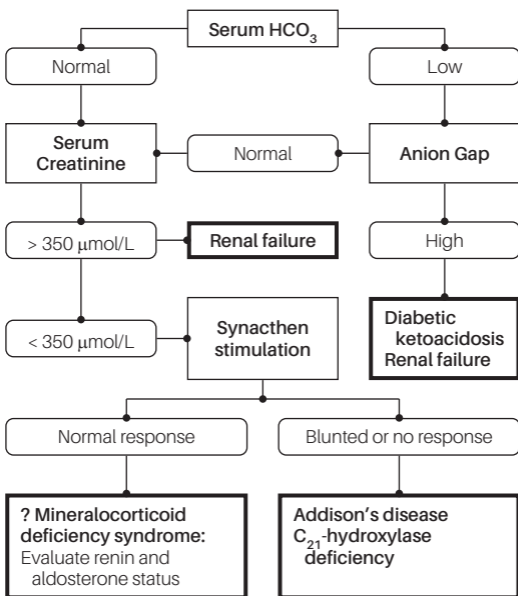 Serum HCO₃
Normal
Low
Serum
Creatinine
Normal
Anion Gap
> 350 μmol/L
Renal failure
High
< 350 μmol/L
Synacthen
stimulation
Diabetic
ketoacidosis
Renal failure
Normal response
Blunted or no response
? Mineralocorticoid
deficiency syndrome:
Evaluate renin and
aldosterone status
Addison's disease
C₂₁-hydroxylase
deficiency